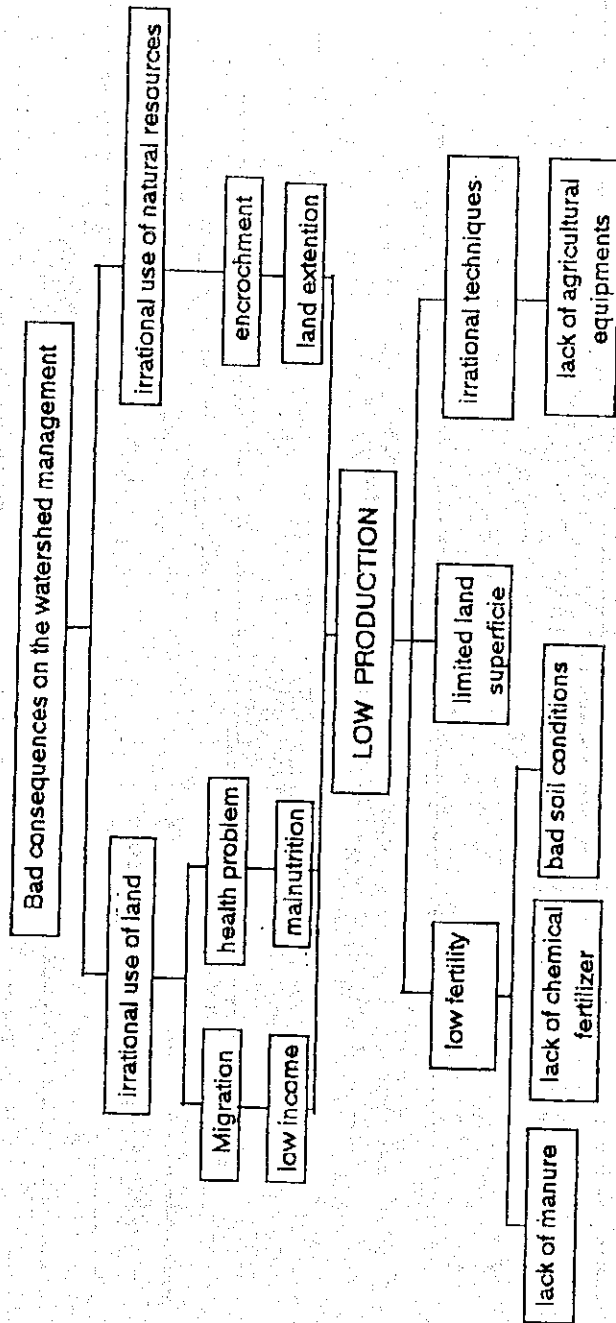 Bad consequences on the watershed management
irrational use of land
irrational use of natural resources
Migration
health problem
encrochment
low income
malnutrition
land extention
LOW PRODUCTION
low fertility
limited land
superficie
irrational techniques
lack of manure
lack of chemical
fertilizer
bad soil conditions
lack of agricultural
equipments